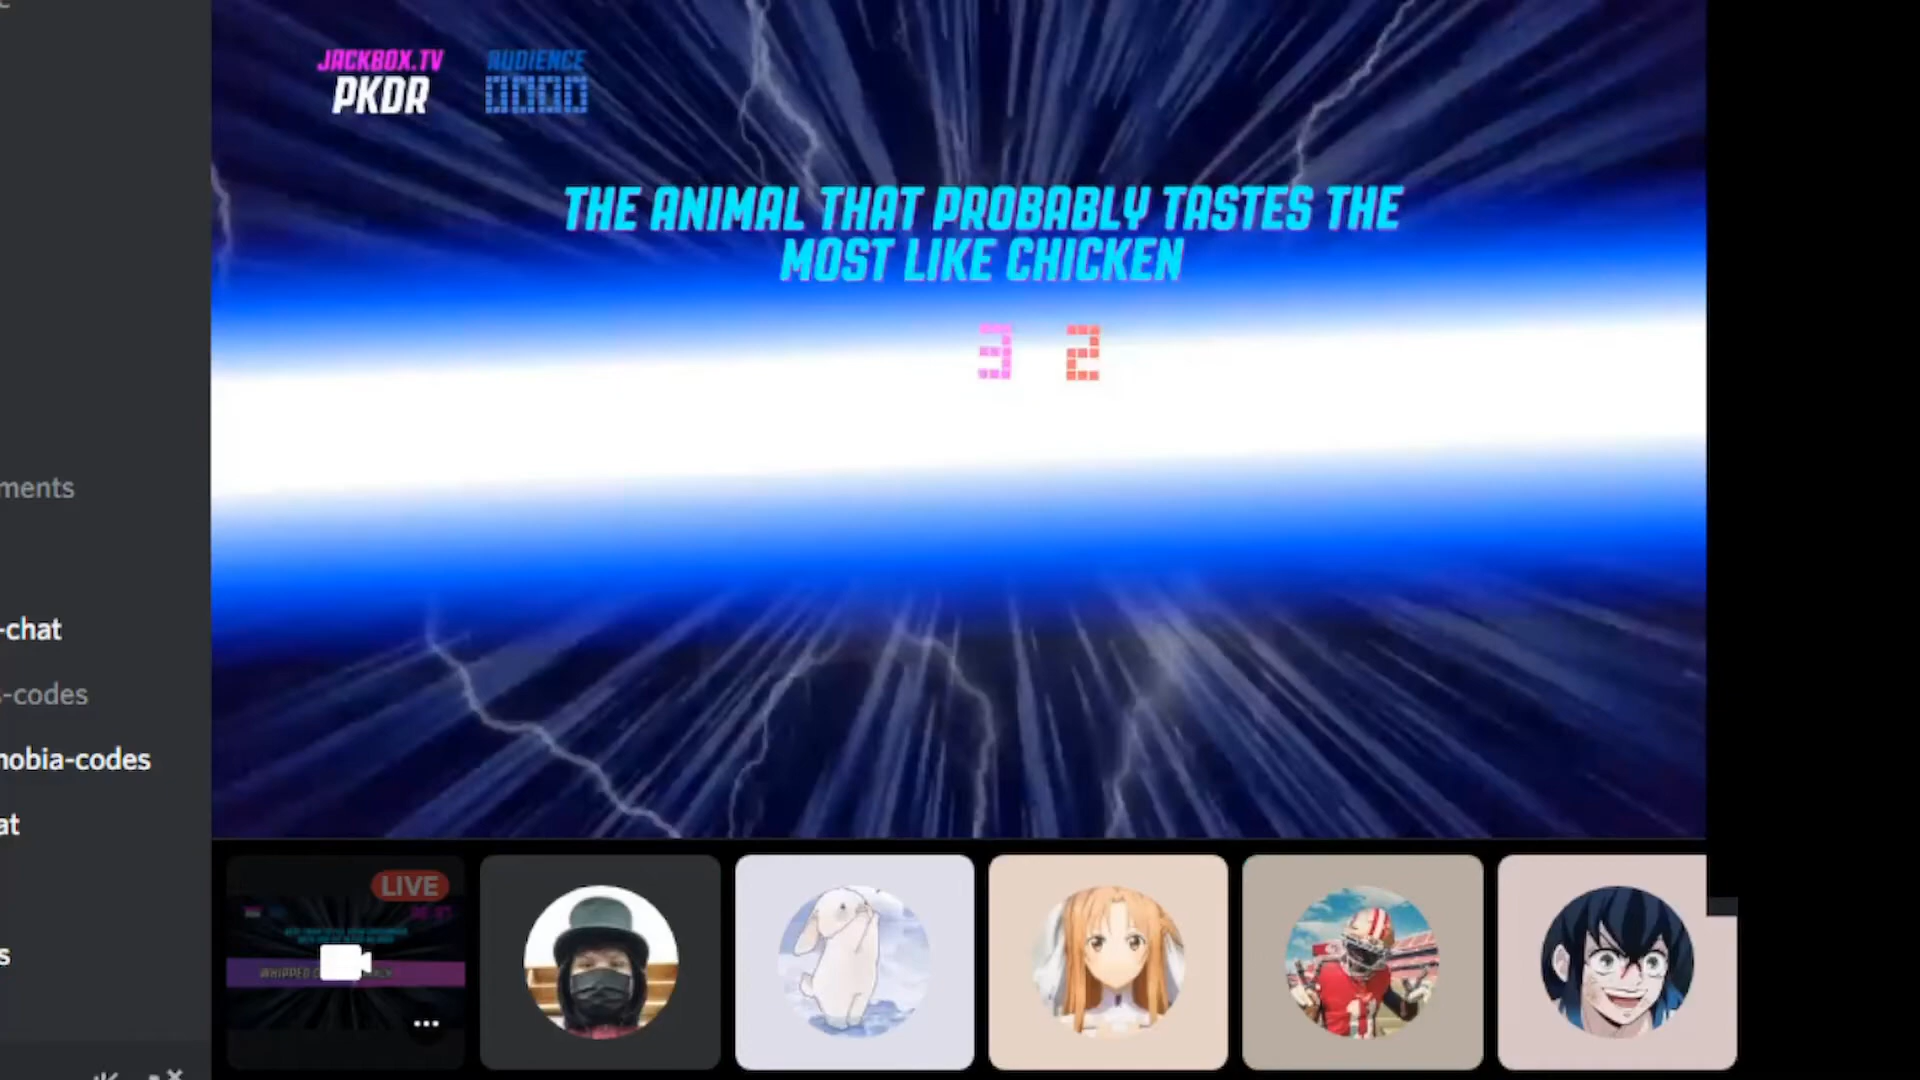 JACKBOX.TV
PKDR
AUDIENCE
0000
THE ANIMAL THAT PROBABLY TASTES THE
MOST LIKE CHICKEN
3 2
ments
-chat
-codes
nobia-codes
at
s
LIVE
WHIPPED